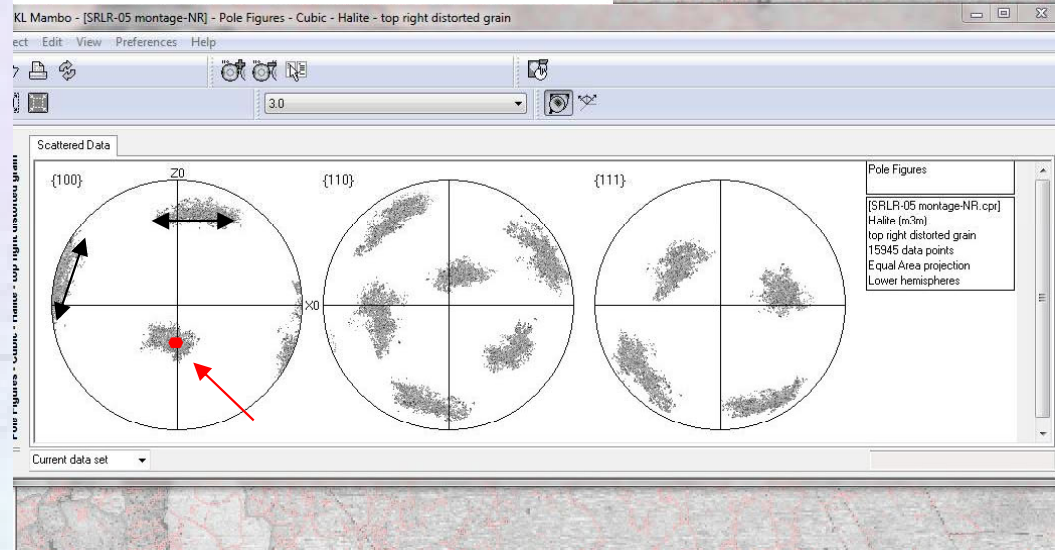 KL Mambo - [SRLR-05 montage-NR] - Pole Figures - Cubic - Halite - top right distorted grain
ect Edit View Preferences Help
3.0
Scattered Data
{100}
Z0
X0
{110}
{111}
Pole Figures
[SRLR-05 montage-NR.cpr]
Halite (m3m)
top right distorted grain
15945 data points
Equal Area projection
Lower hemispheres
Pole Figures - Cubic - Halite - top right distorted grain
Current data set